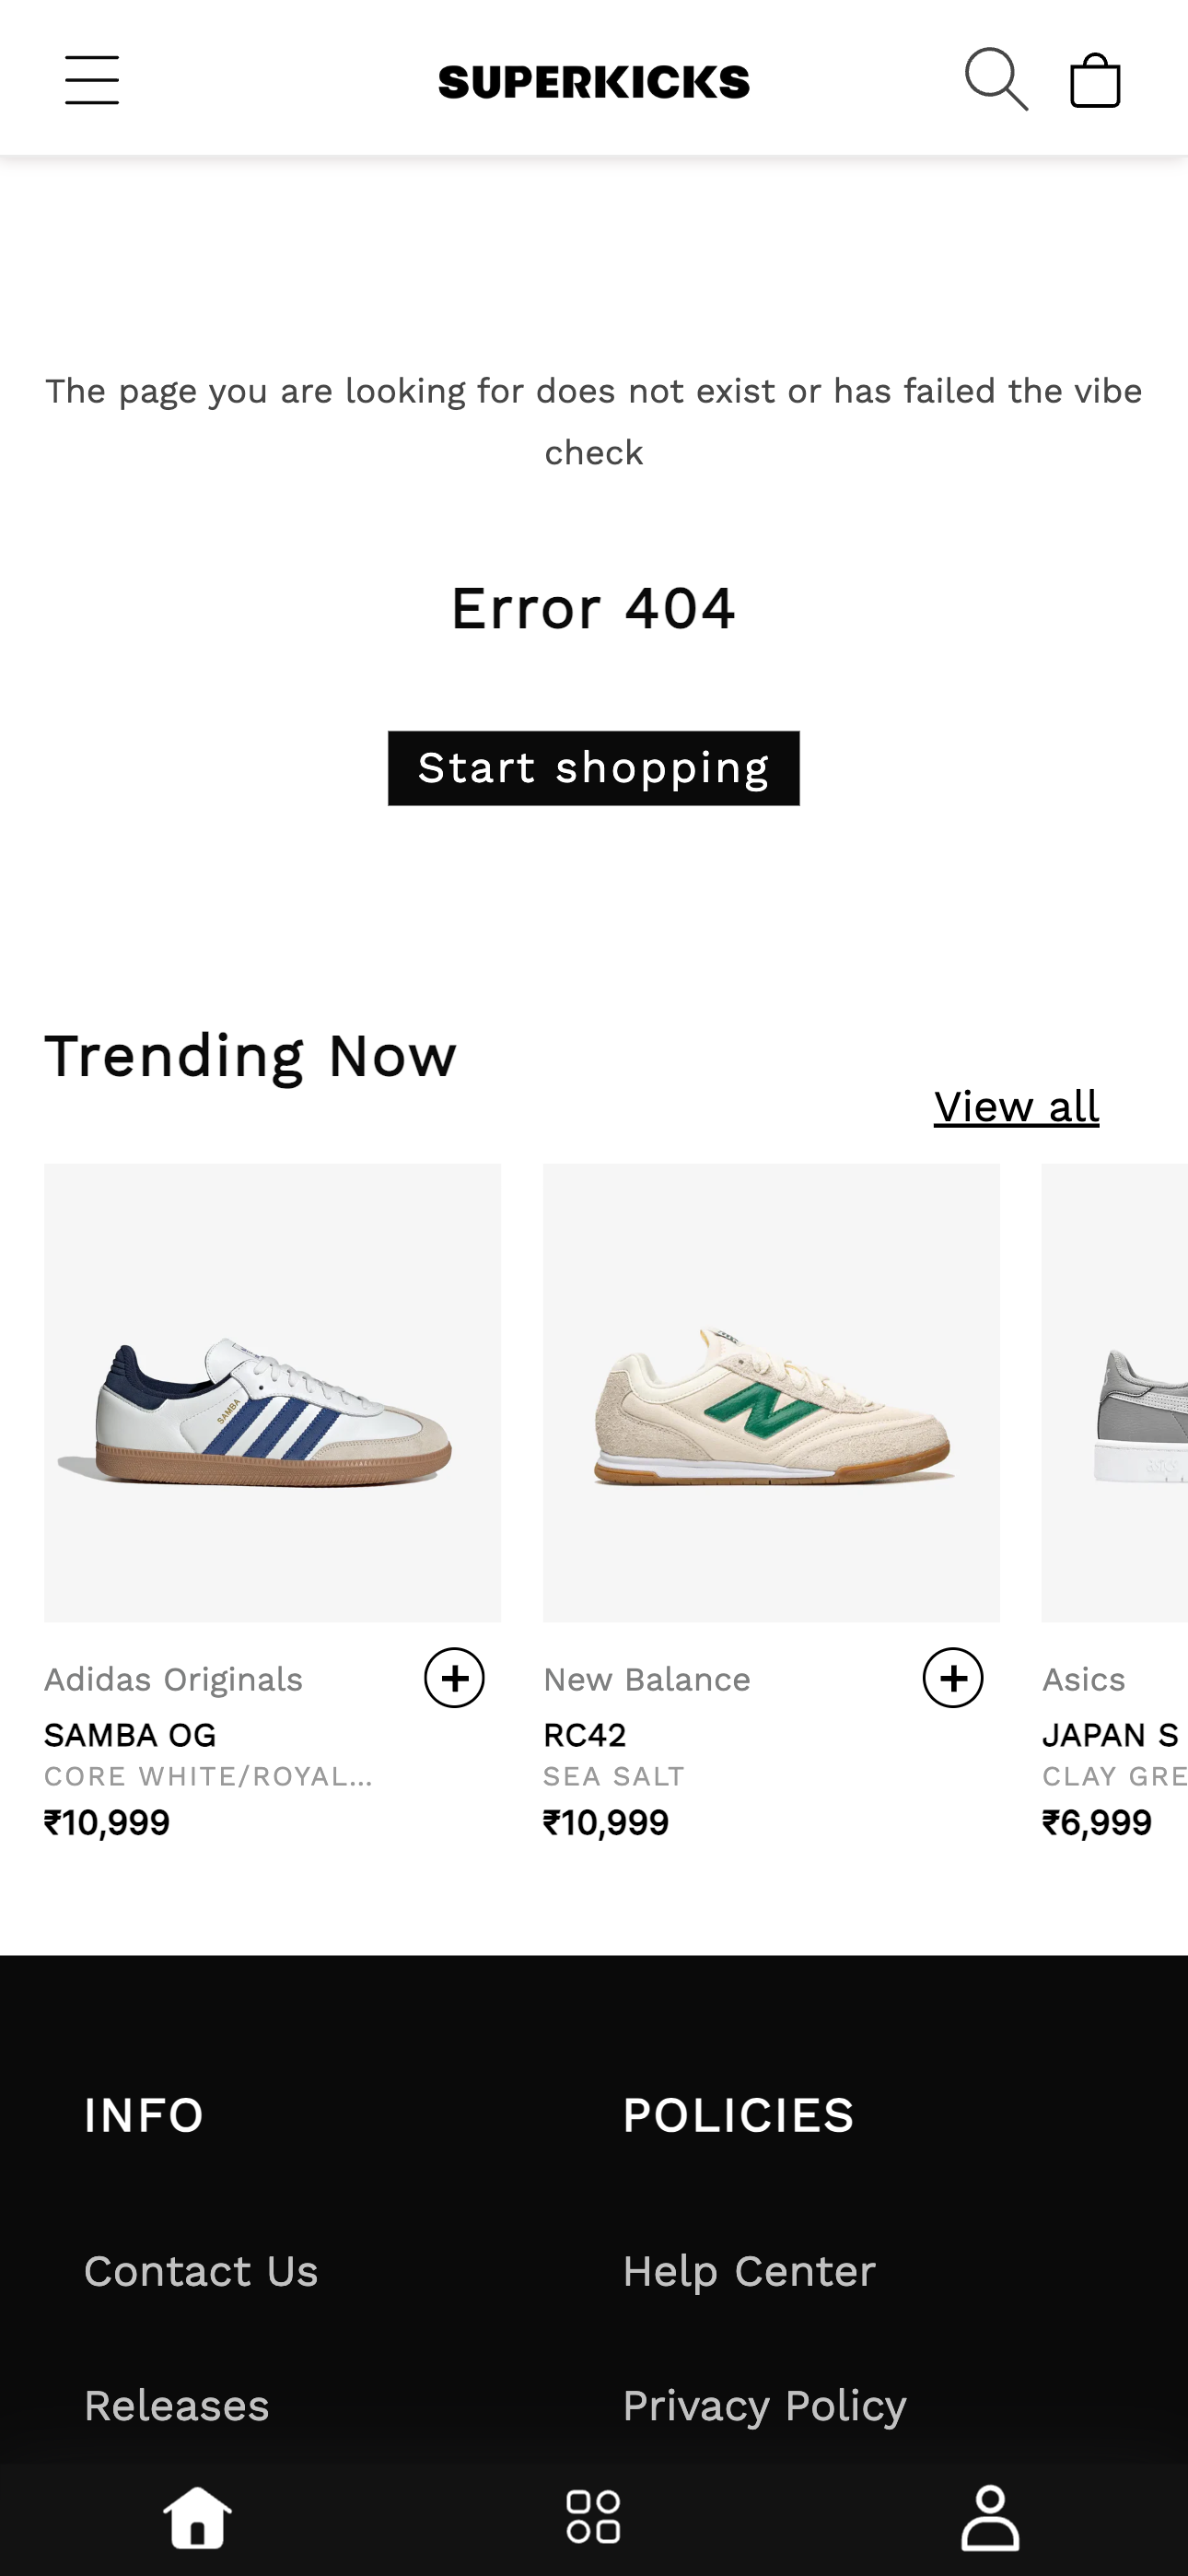 SUPERKICKS
The page you are looking for does not exist or has failed the vibe
check
Error 404
Start shopping
Trending Now
View all
SAMBA
Adidas Originals
SAMBA OG
CORE WHITE/ROYAL...
₹10,999
New Balance
RC42
SEA SALT
₹10,999
Asics
JAPAN S
CLAY GRE
₹6,999
INFO
POLICIES
Contact Us
Help Center
Releases
Privacy Policy